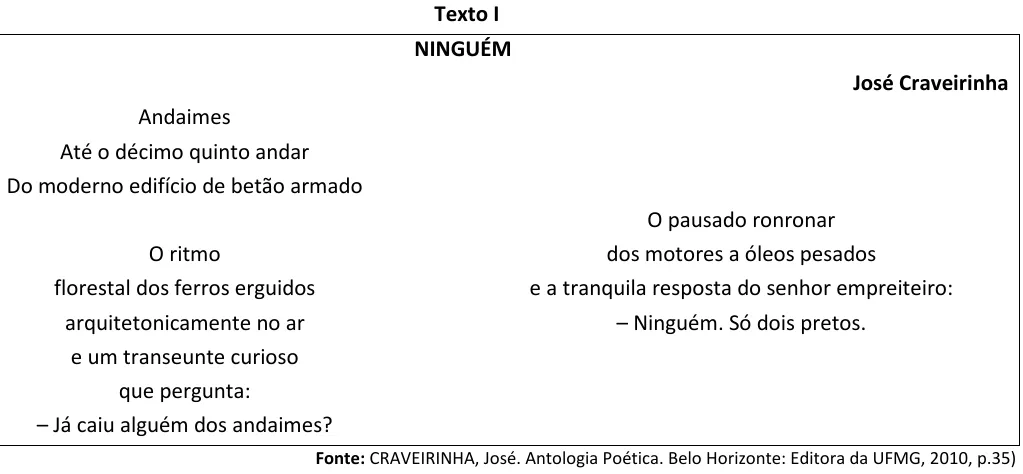 Texto I
NINGUÉM
José Craveirinha
Andaimes
Até o décimo quinto andar
Do moderno edifício de betão armado
O ritmo
florestal dos ferros erguidos
arquitetonicamente no ar
e um transeunte curioso
que pergunta:
– Já caiu alguém dos andaimes?
O pausado ronronar
dos motores a óleos pesados
e a tranquila resposta do senhor empreiteiro:
– Ninguém. Só dois pretos.
Fonte: CRAVEIRINHA, José. Antologia Poética. Belo Horizonte: Editora da UFMG, 2010, p.35)